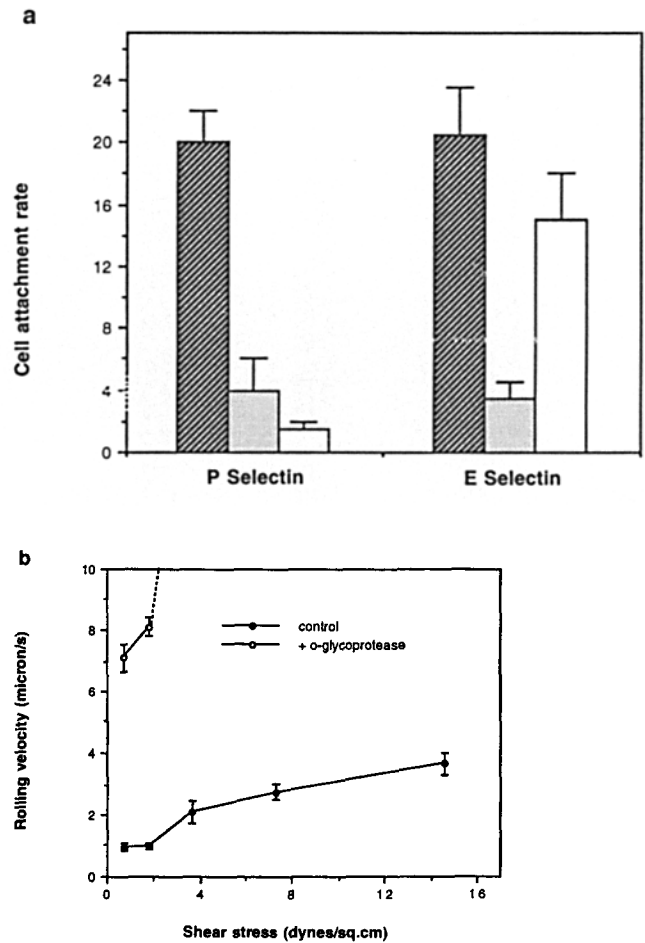 a
24
20
16
12
8
4
0
Cell attachment rate
P Selectin E Selectin
b
10
8
6
4
2
0
Rolling velocity (micron/s)
control
+ o-glycoprotease
0 4 8 12 16
Shear stress (dynes/sq.cm)